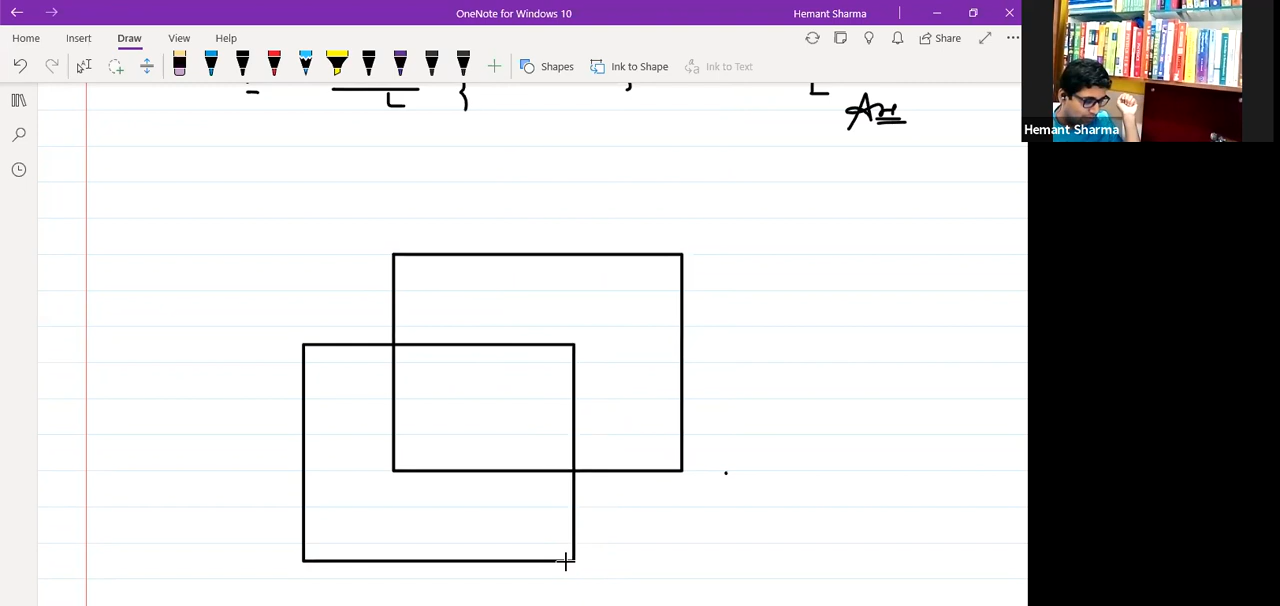 OneNote for Windows 10
Hemant Sharma
Home Insert Draw View Help
Share
Shapes Ink to Shape Ink to Text
Hemant Sharma